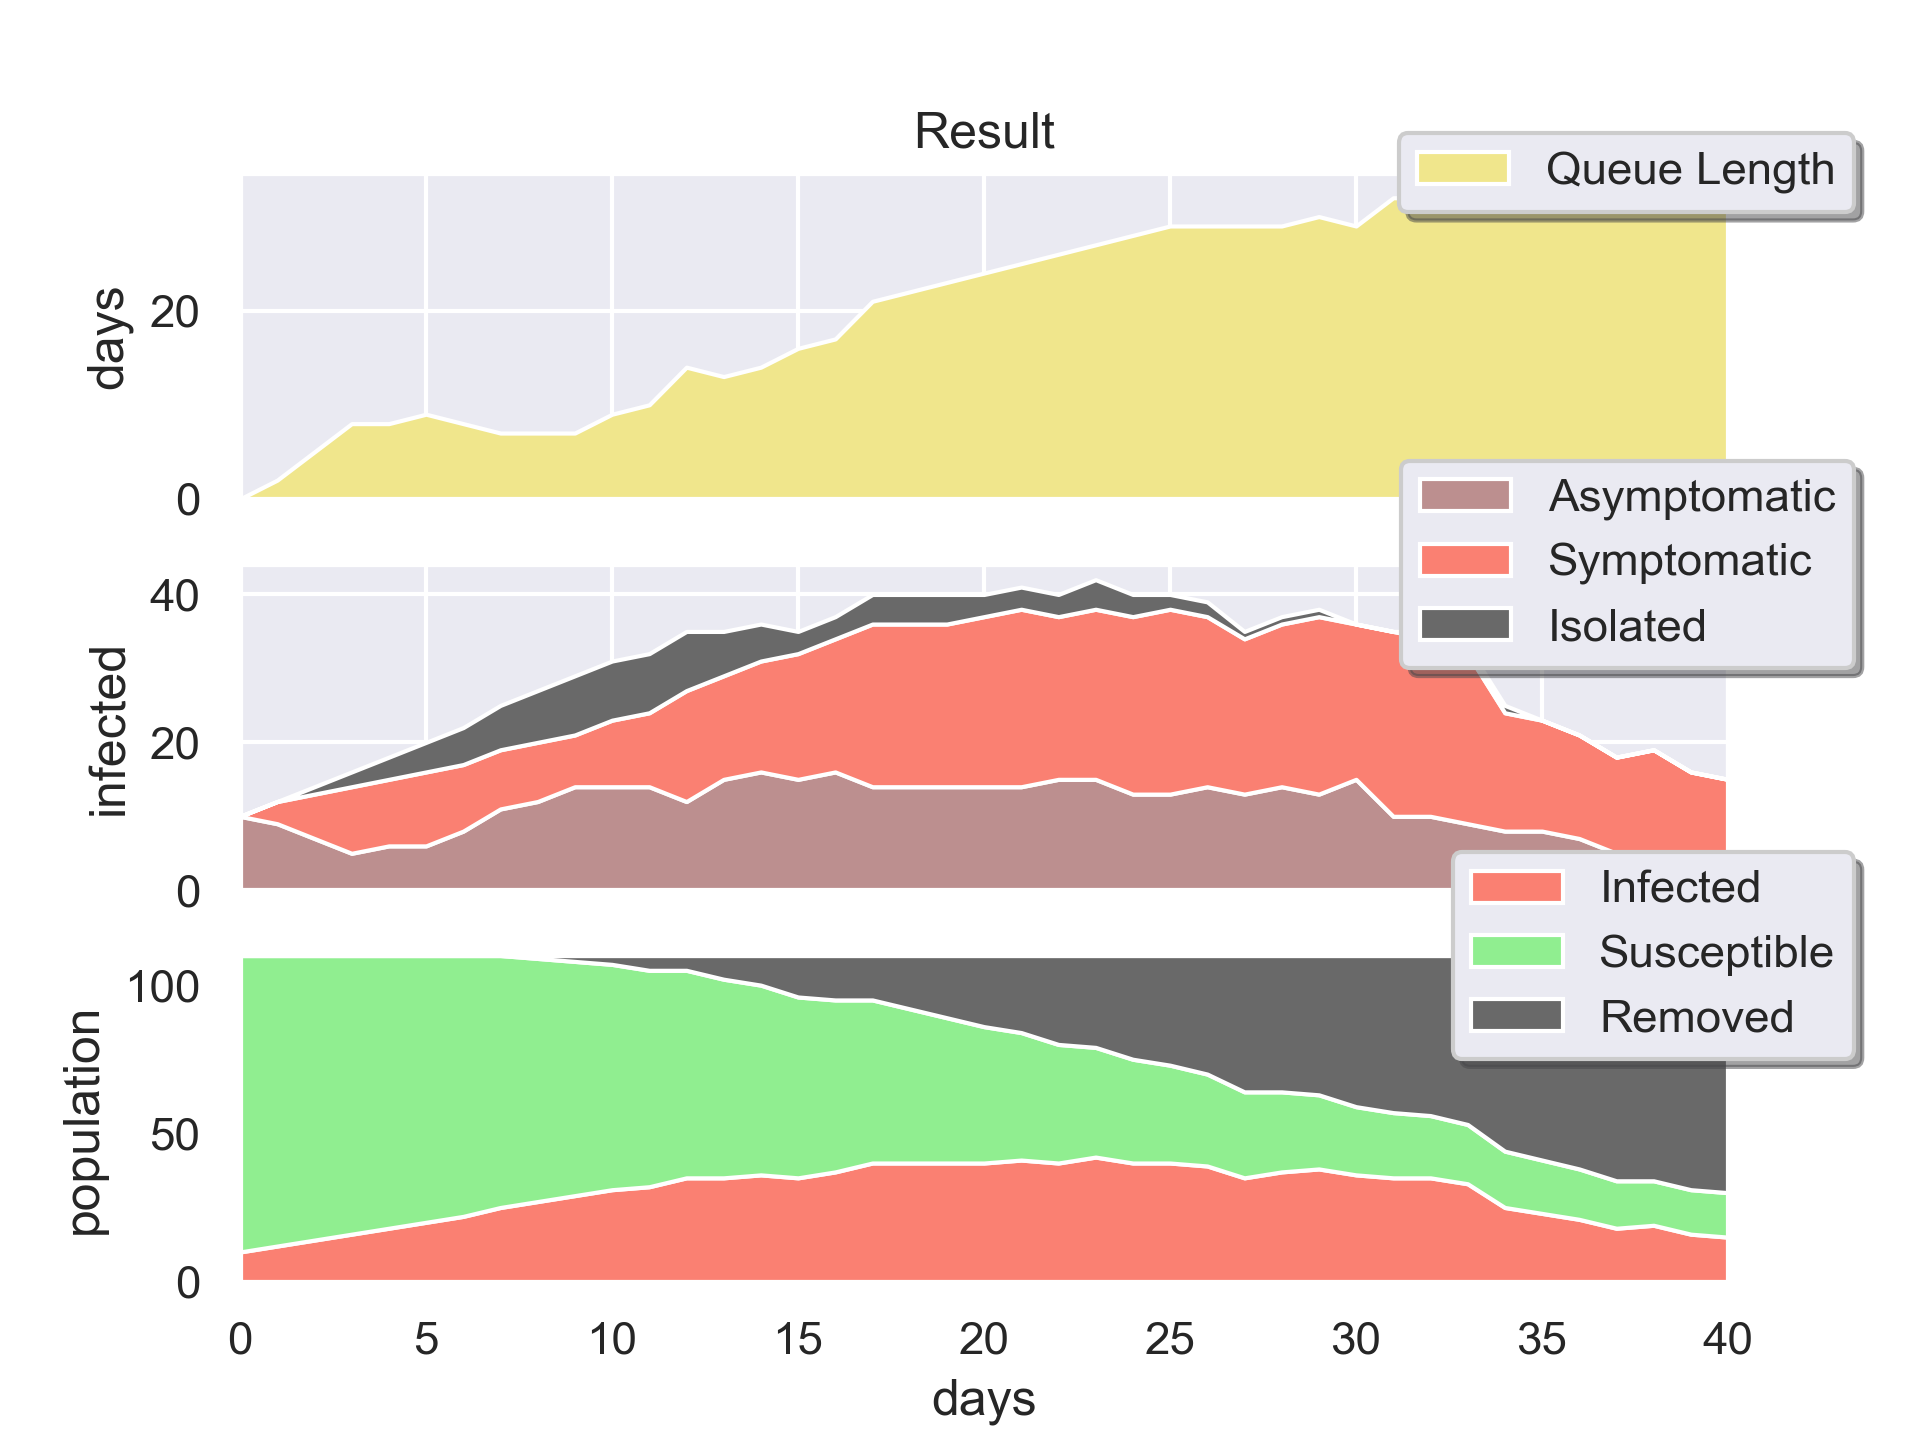 Result
Queue Length
days
20
0
Asymptomatic
Symptomatic
Isolated
infected
40
20
0
Infected
Susceptible
Removed
population
100
50
0
0 5 10 15 20 25 30 35 40
days